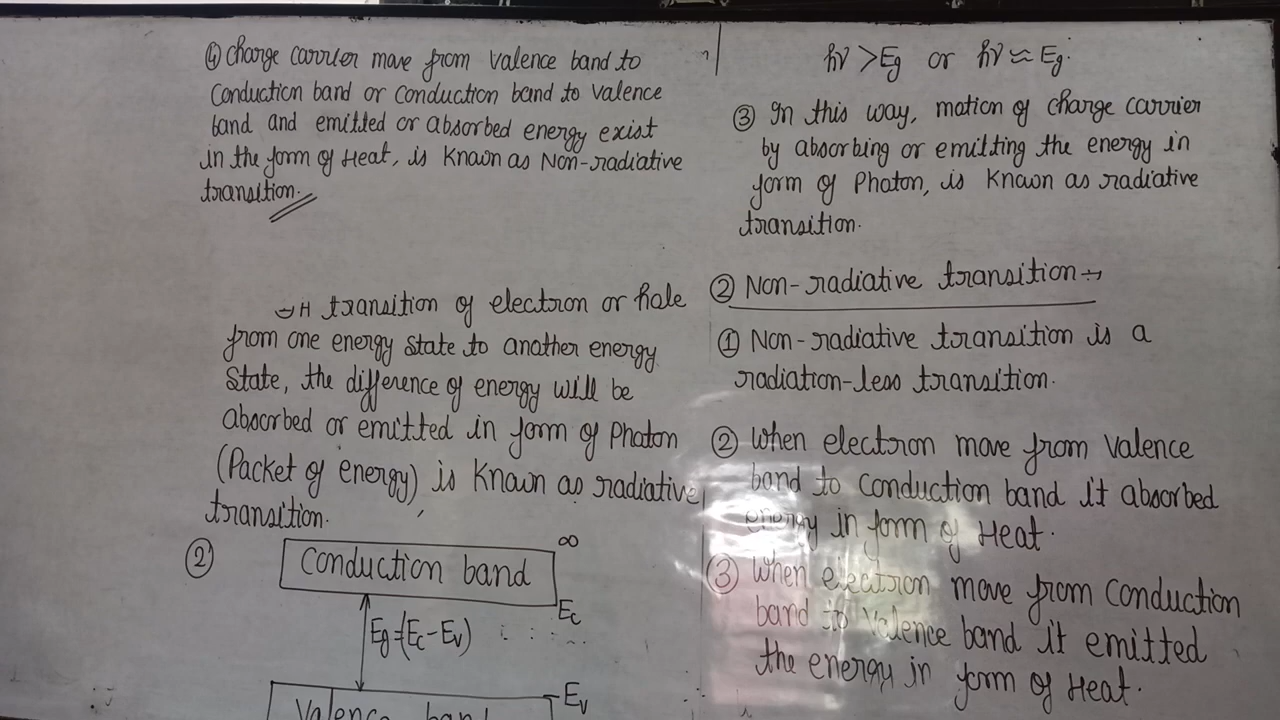 ④ charge carrier move from valence band to
conduction band or conduction band to valence
band and emitted or absorbed energy exist
in the form of Heat, is Known as Non-radiative
transition.
→ A transition of electron or hole
from one energy state to another energy
state, the difference of energy will be
absorbed or emitted in form of Photon
(Packet of energy), is Known as radiative
transition.
②
Conduction band
∞
Ec
Eg=(Ec-Ev)
Ev
Valence band
hν >Eg or hν ≈ Eg.
③ In this way, motion of charge carrier
by absorbing or emitting the energy in
form of Photon, is Known as radiative
transition.
② Non-radiative transition→
① Non-radiative transition is a
radiation-less transition.
② When electron move from valence
band to conduction band it absorbed
energy in form of Heat.
③ When electron move from conduction
band to valence band it emitted
the energy in form of Heat.